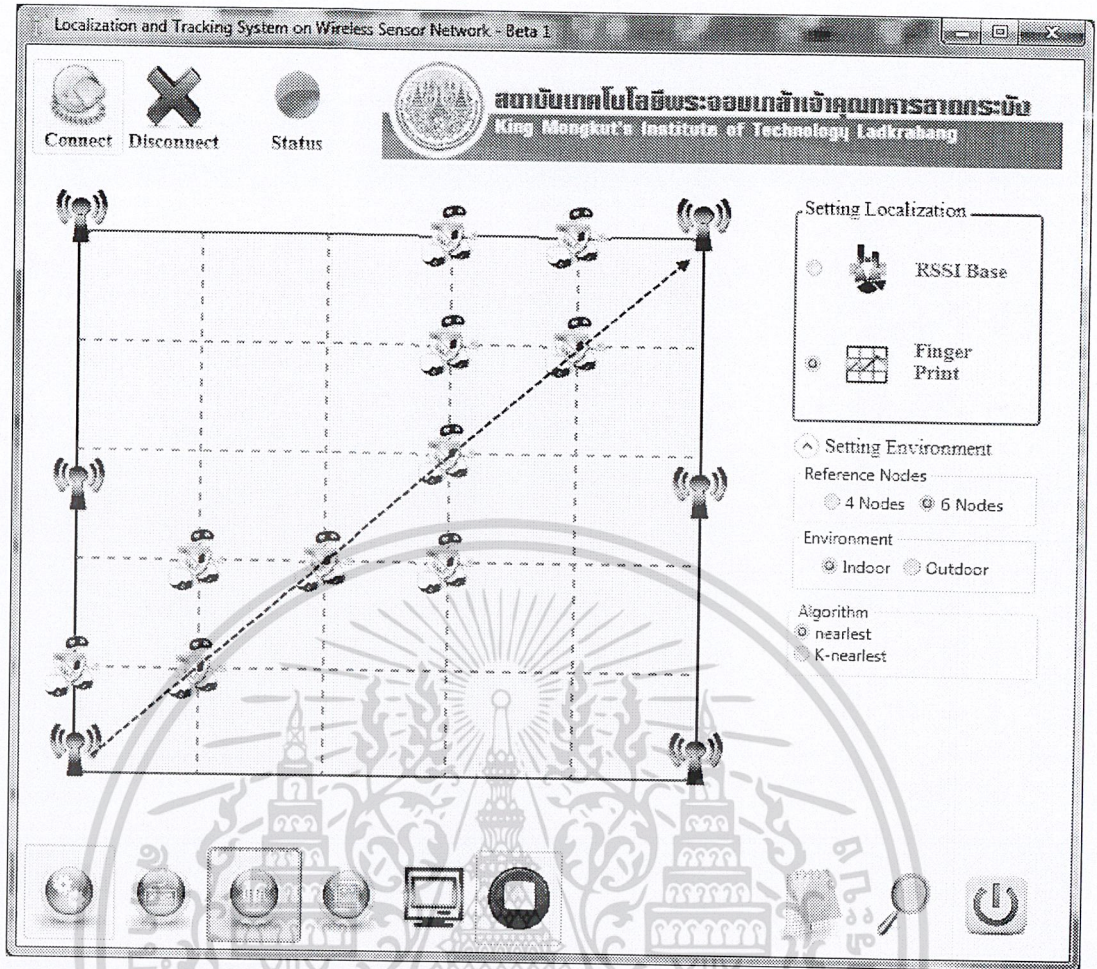 Localization and Tracking System on Wireless Sensor Network - Beta 1
Connect Disconnect Status
สถาบันเทคโนโลยีพระจอมเกล้าเจ้าคุณทหารลาดกระบัง
King Mongkut's Institute of Technology Ladkrabang
Setting Localization
RSSI Base
Finger
Print
Setting Environment
Reference Nodes
4 Nodes 6 Nodes
Environment
Indoor Outdoor
Algorithm
nearlest
K-nearlest